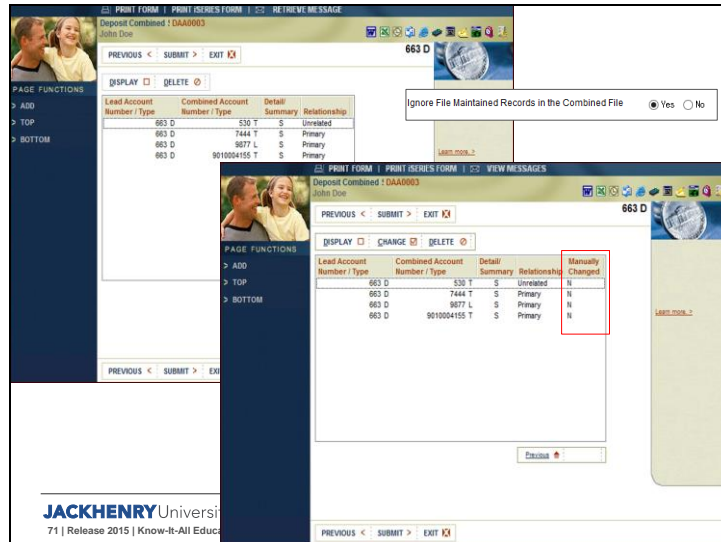 PRINT FORM | PRINT iSERIES FORM | RETRIEVE MESSAGE
Deposit Combined : DAA0003
John Doe
PREVIOUS < SUBMIT > EXIT
663 D
DISPLAY DELETE
PAGE FUNCTIONS
> ADD
> TOP
> BOTTOM
Lead Account Number / Type Combined Account Number / Type Detail/ Summary Relationship
663 D 530 T S Unrelated
663 D 7444 T S Primary
663 D 9877 L S Primary
663 D 9010004155 T S Primary
Learn more >
PREVIOUS < SUBMIT > EXI
Ignore File Maintained Records in the Combined File Yes No
PRINT FORM | PRINT iSERIES FORM | VIEW MESSAGES
Deposit Combined : DAA0003
John Doe
PREVIOUS < SUBMIT > EXIT
663 D
DISPLAY CHANGE DELETE
PAGE FUNCTIONS
> ADD
> TOP
> BOTTOM
Lead Account Number / Type Combined Account Number / Type Detail/ Summary Relationship Manually Changed
663 D 530 T S Unrelated N
663 D 7444 T S Primary N
663 D 9877 L S Primary N
663 D 9010004155 T S Primary N
Learn more >
Previous
PREVIOUS < SUBMIT > EXIT
JACKHENRY Universi
71 | Release 2015 | Know-It-All Educa